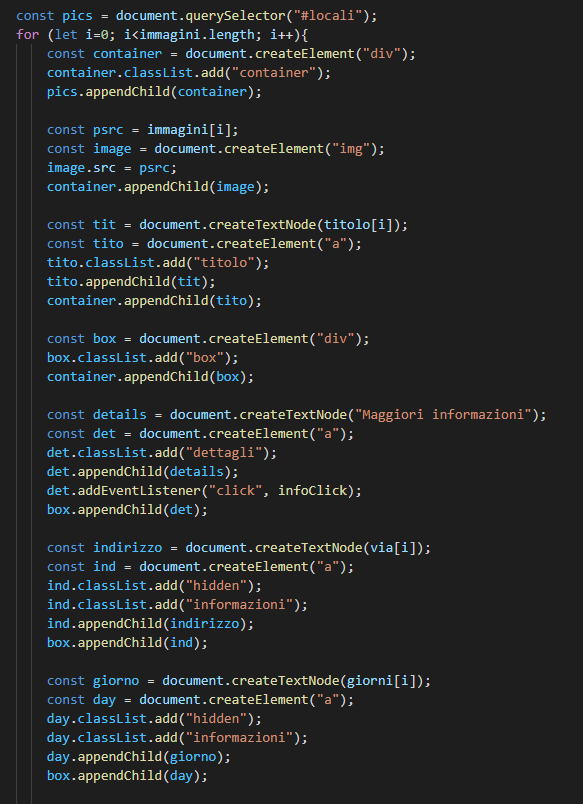 const pics = document.querySelector("#locali");
for (let i=0; i<immagini.length; i++){
    const container = document.createElement("div");
    container.classList.add("container");
    pics.appendChild(container);

    const psrc = immagini[i];
    const image = document.createElement("img");
    image.src = psrc;
    container.appendChild(image);

    const tit = document.createTextNode(titolo[i]);
    const tito = document.createElement("a");
    tito.classList.add("titolo");
    tito.appendChild(tit);
    container.appendChild(tito);

    const box = document.createElement("div");
    box.classList.add("box");
    container.appendChild(box);

    const details = document.createTextNode("Maggiori informazioni");
    const det = document.createElement("a");
    det.classList.add("dettagli");
    det.appendChild(details);
    det.addEventListener("click", infoClick);
    box.appendChild(det);

    const indirizzo = document.createTextNode(via[i]);
    const ind = document.createElement("a");
    ind.classList.add("hidden");
    ind.classList.add("informazioni");
    ind.appendChild(indirizzo);
    box.appendChild(ind);

    const giorno = document.createTextNode(giorni[i]);
    const day = document.createElement("a");
    day.classList.add("hidden");
    day.classList.add("informazioni");
    day.appendChild(giorno);
    box.appendChild(day);